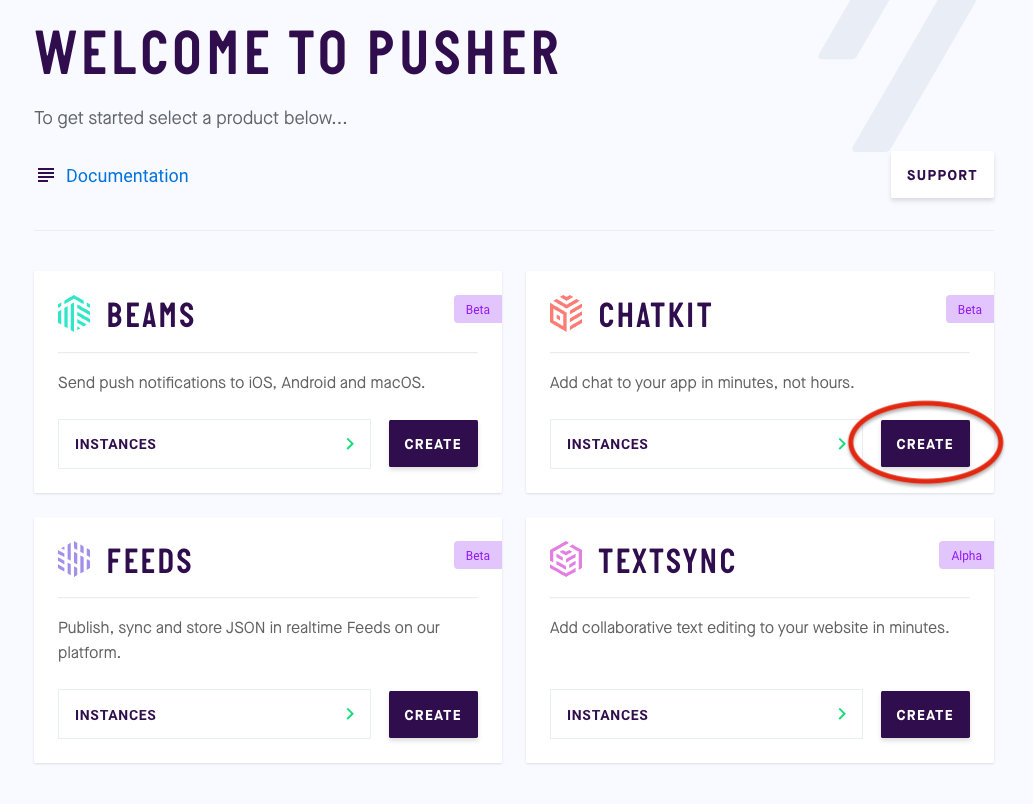 WELCOME TO PUSHER
To get started select a product below...
Documentation
SUPPORT
BEAMS
Beta
Send push notifications to iOS, Android and macOS.
INSTANCES
CREATE
CHATKIT
Beta
Add chat to your app in minutes, not hours.
INSTANCES
CREATE
FEEDS
Beta
Publish, sync and store JSON in realtime Feeds on our
platform.
INSTANCES
CREATE
TEXTSYNC
Alpha
Add collaborative text editing to your website in minutes.
INSTANCES
CREATE